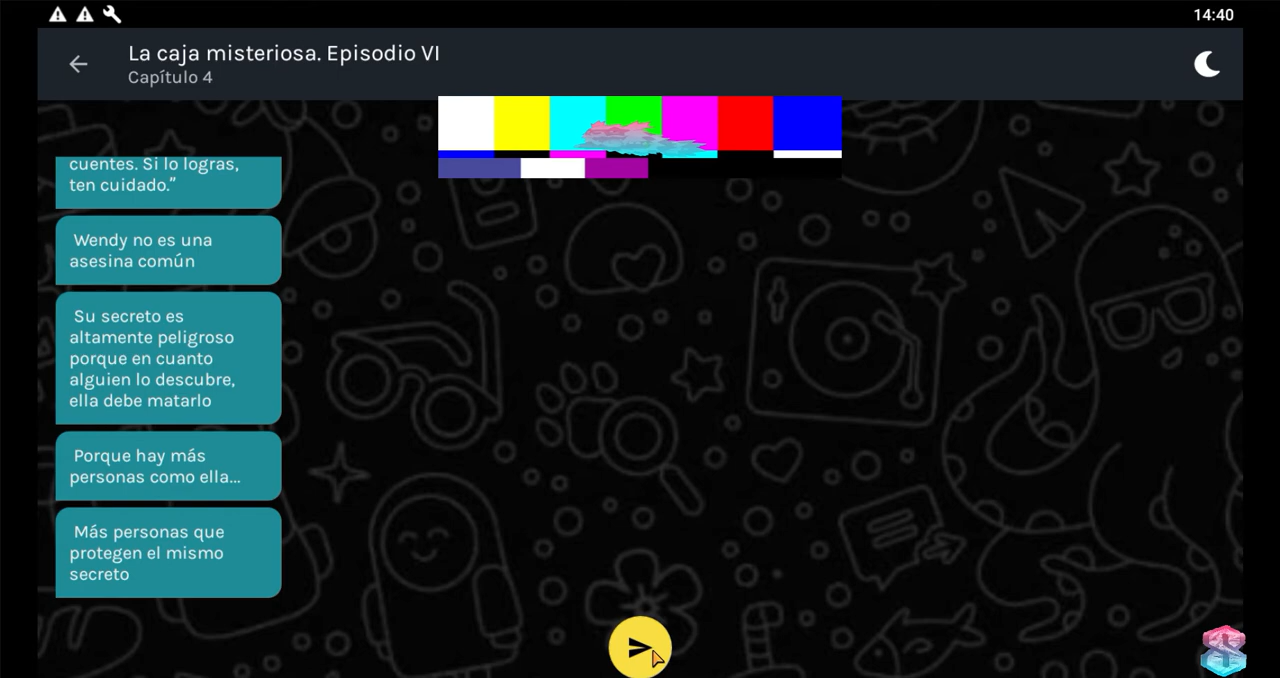 14:40
La caja misteriosa. Episodio VI
Capítulo 4
cuentes. Si lo logras,
ten cuidado.”
Wendy no es una
asesina común
Su secreto es
altamente peligroso
porque en cuanto
alguien lo descubre,
ella debe matarlo
Porque hay más
personas como ella...
Más personas que
protegen el mismo
secreto